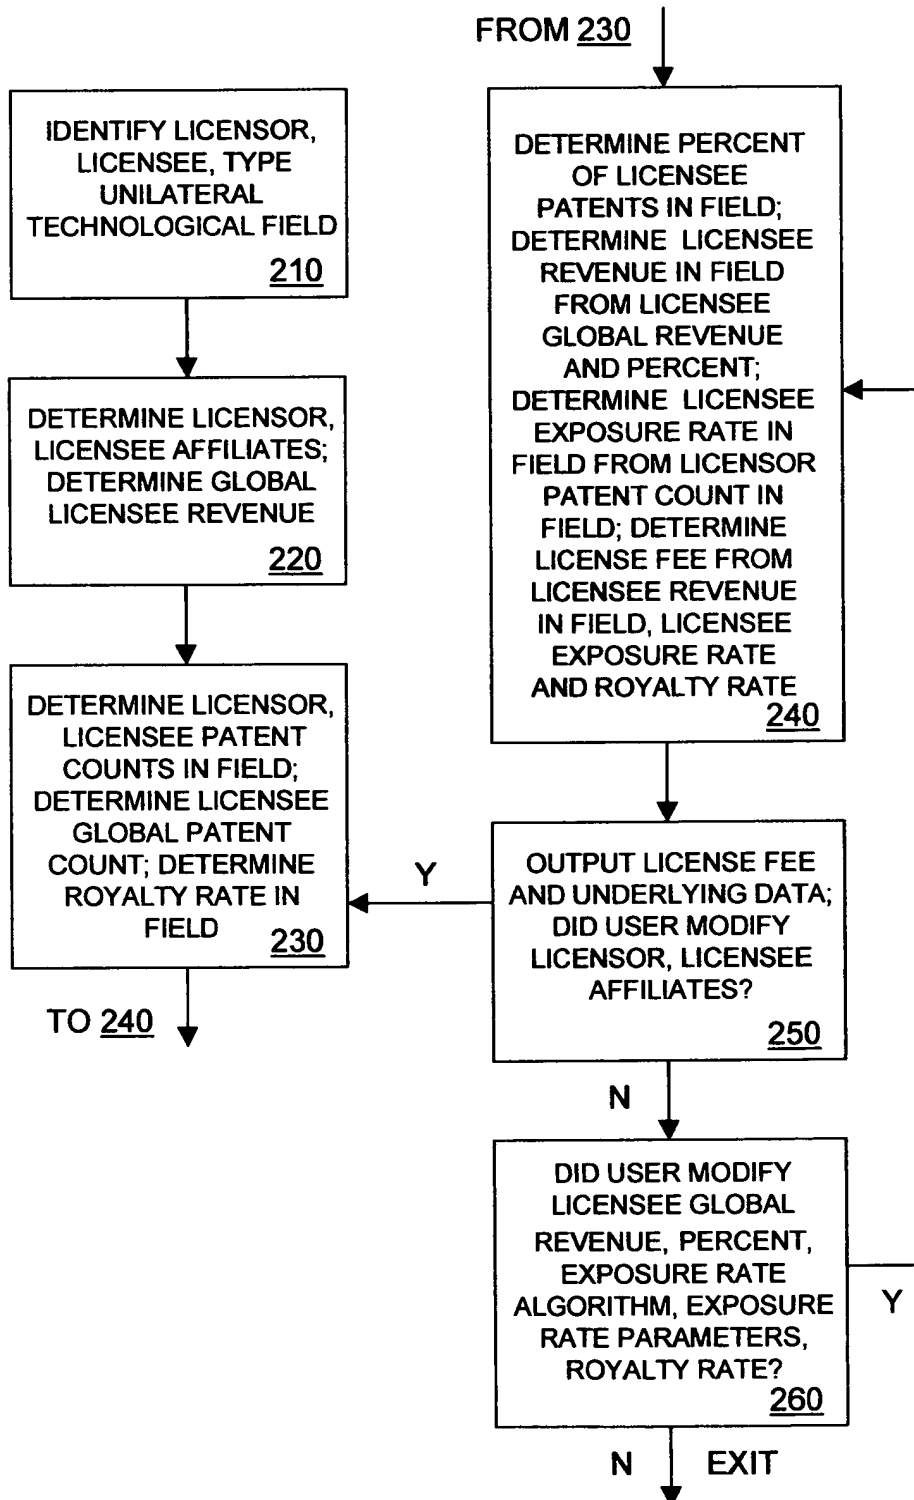 IDENTIFY LICENSOR,
LICENSEE, TYPE
UNILATERAL
TECHNOLOGICAL FIELD
210
DETERMINE LICENSOR,
LICENSEE AFFILIATES;
DETERMINE GLOBAL
LICENSEE REVENUE
220
DETERMINE LICENSOR,
LICENSEE PATENT
COUNTS IN FIELD;
DETERMINE LICENSEE
GLOBAL PATENT
COUNT; DETERMINE
ROYALTY RATE IN
FIELD
230
TO 240
FROM 230
DETERMINE PERCENT
OF LICENSEE
PATENTS IN FIELD;
DETERMINE LICENSEE
REVENUE IN FIELD
FROM LICENSEE
GLOBAL REVENUE
AND PERCENT;
DETERMINE LICENSEE
EXPOSURE RATE IN
FIELD FROM LICENSOR
PATENT COUNT IN
FIELD; DETERMINE
LICENSE FEE FROM
LICENSEE REVENUE
IN FIELD, LICENSEE
EXPOSURE RATE
AND ROYALTY RATE
240
Y
OUTPUT LICENSE FEE
AND UNDERLYING DATA;
DID USER MODIFY
LICENSOR, LICENSEE
AFFILIATES?
250
N
DID USER MODIFY
LICENSEE GLOBAL
REVENUE, PERCENT,
EXPOSURE RATE
ALGORITHM, EXPOSURE
RATE PARAMETERS,
ROYALTY RATE?
260
Y
N EXIT